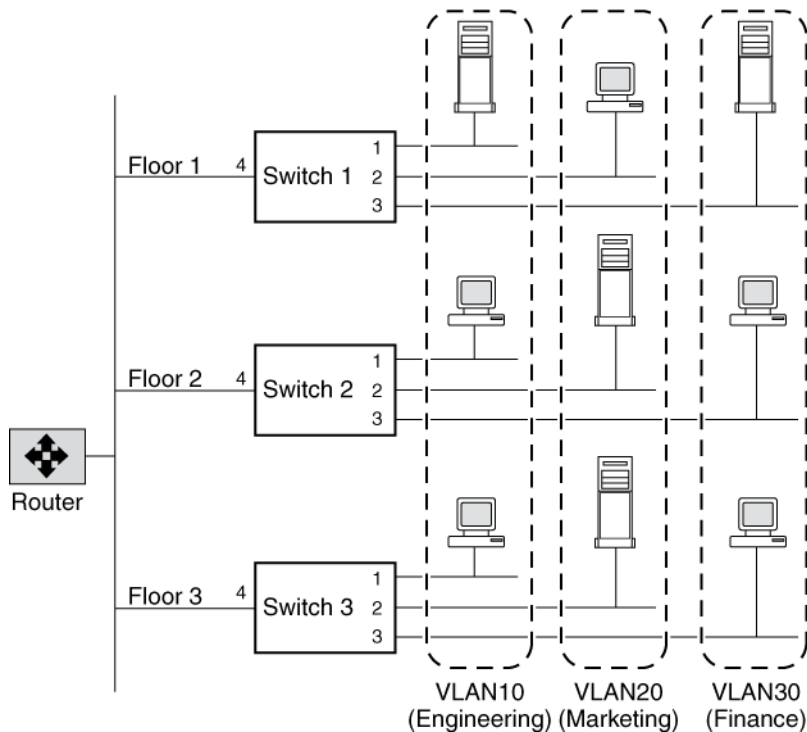 Floor 1
4
Switch 1
1
2
3
Floor 2
4
Switch 2
1
2
3
Router
Floor 3
4
Switch 3
1
2
3
VLAN10
(Engineering)
VLAN20
(Marketing)
VLAN30
(Finance)